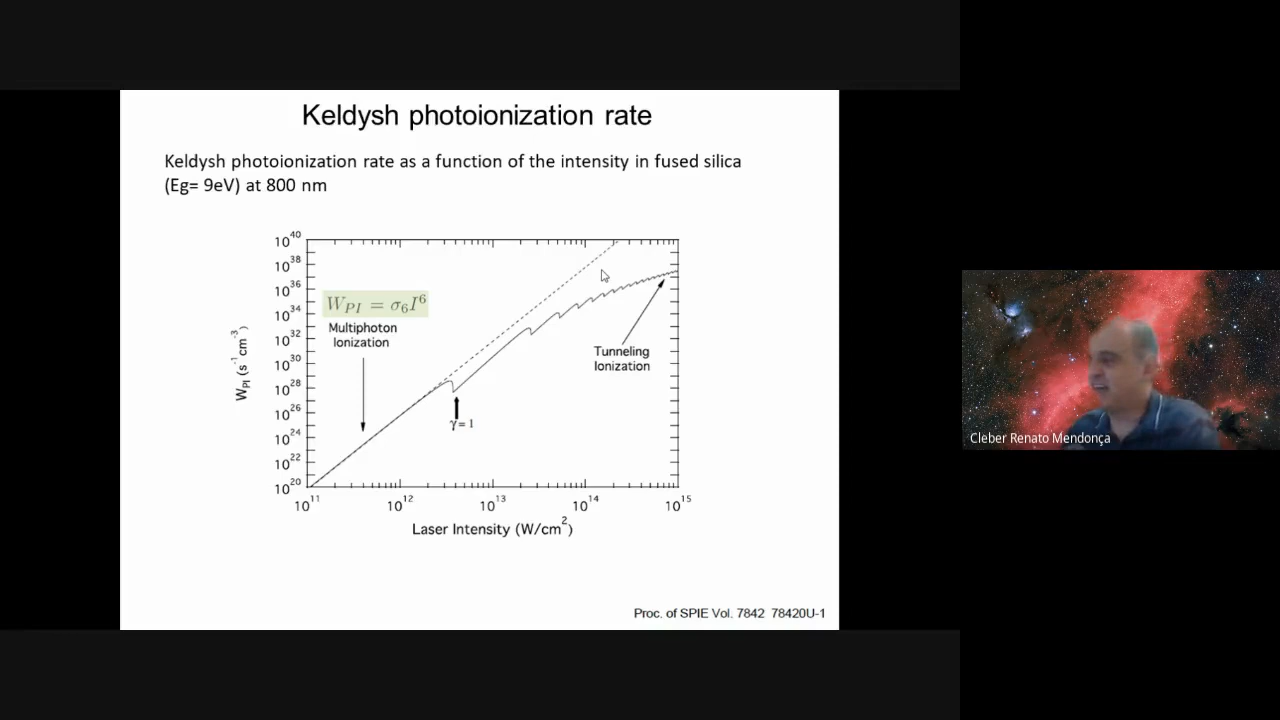 Keldysh photoionization rate
Keldysh photoionization rate as a function of the intensity in fused silica
(Eg= 9eV) at 800 nm
10^40
10^38
10^36
10^34
10^32
10^30
10^28
10^26
10^24
10^22
10^20
W_PI (s^-1 cm^-3)
W_PI = σ_6 I^6
Multiphoton
Ionization
γ = 1
Tunneling
Ionization
10^11 10^12 10^13 10^14 10^15
Laser Intensity (W/cm^2)
Proc. of SPIE Vol. 7842 78420U-1
Cleber Renato Mendonça